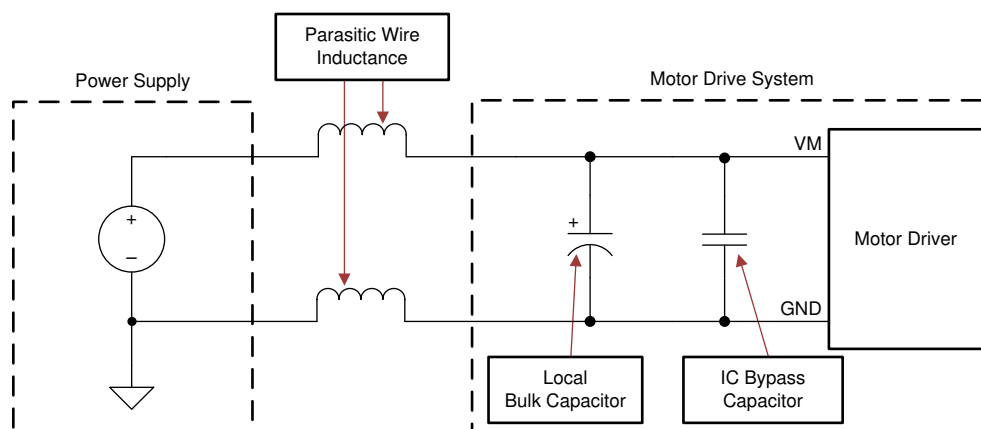 Parasitic Wire
Inductance
Power Supply
Motor Drive System
VM
+
−
+
Motor Driver
GND
Local
Bulk Capacitor
IC Bypass
Capacitor